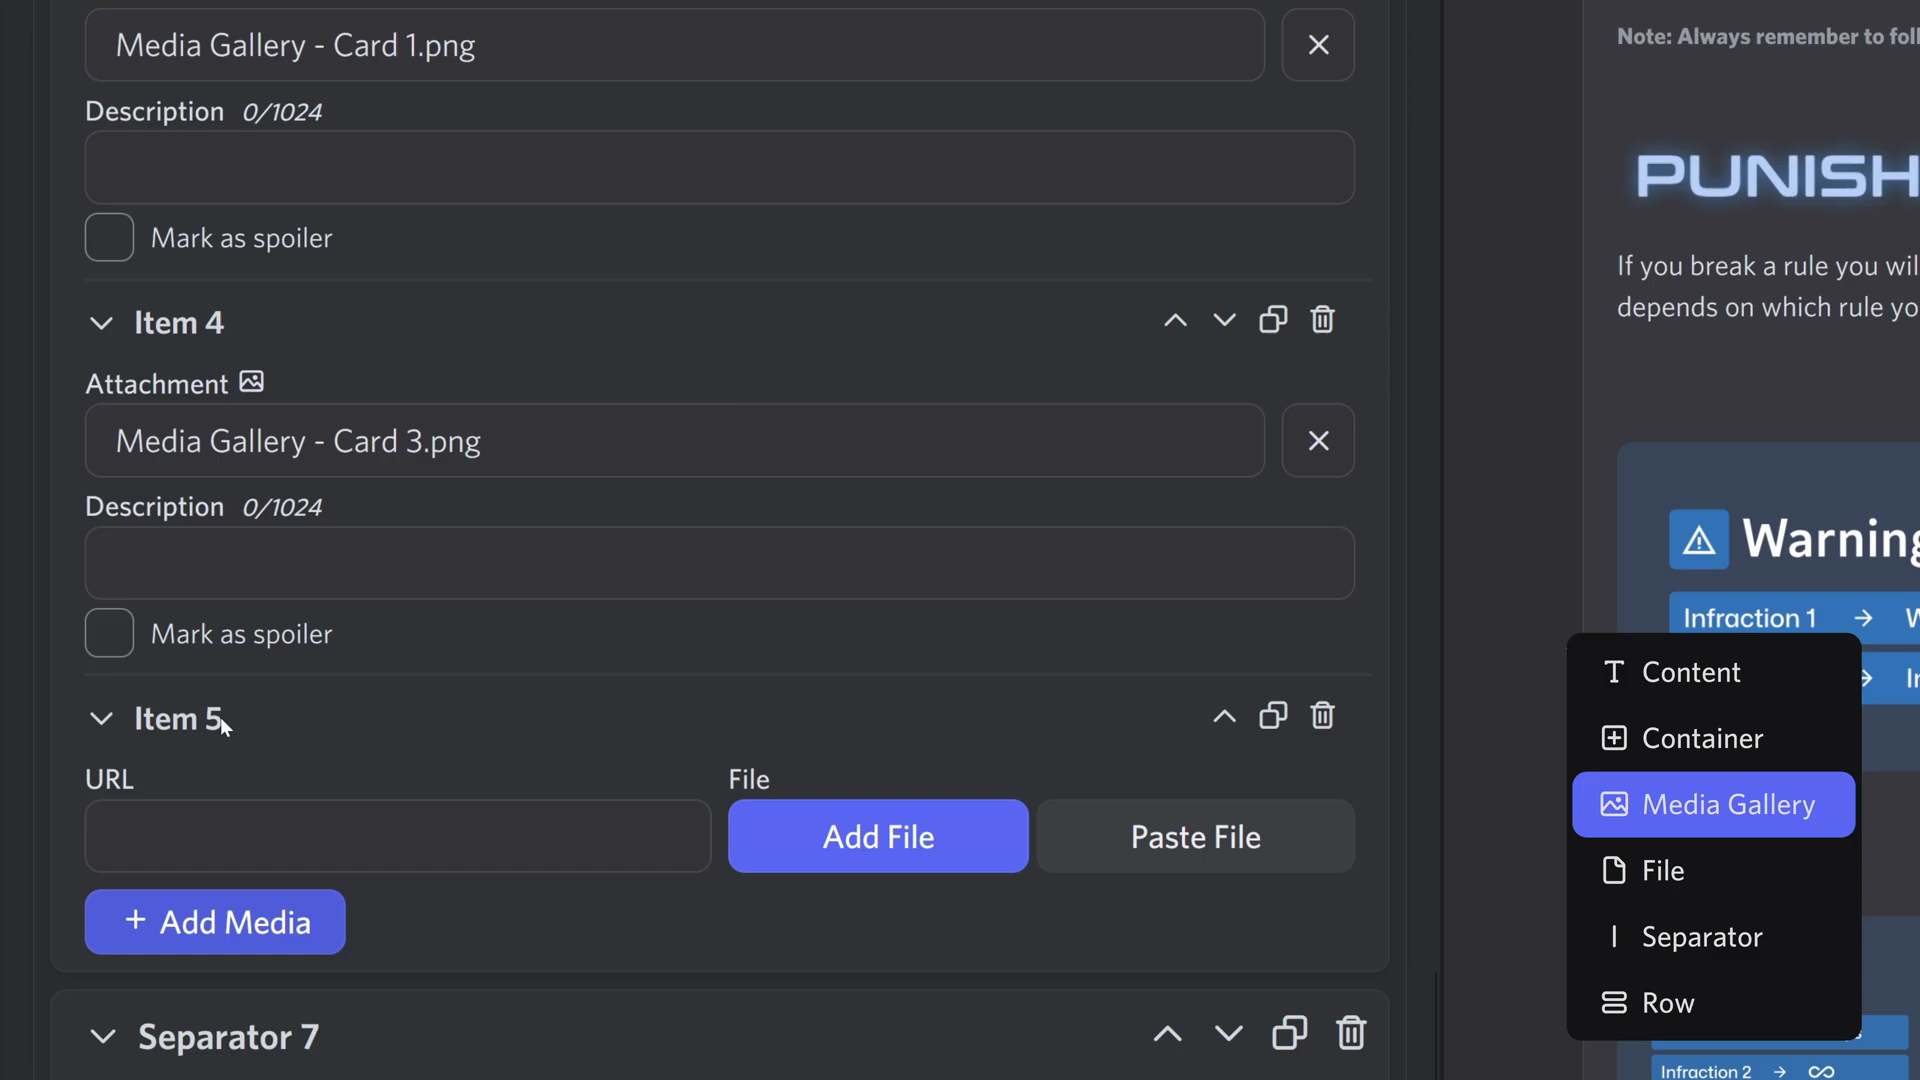 Media Gallery - Card 1.png
Description 0/1024
Mark as spoiler
Item 4
Attachment
Media Gallery - Card 3.png
Description 0/1024
Mark as spoiler
Item 5
URL
File
Add File
Paste File
+ Add Media
Separator 7
Note: Always remember to foll
PUNISH
If you break a rule you wil
depends on which rule yo
Warning
Infraction 1 →
Content
Container
Media Gallery
File
Separator
Row
Infraction 2 → ∞